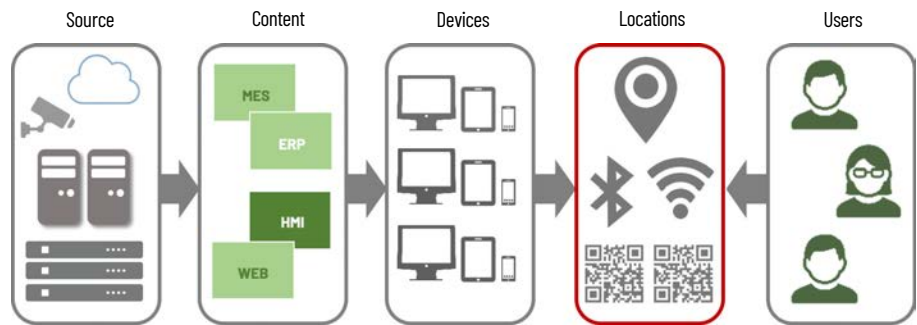 Source
Content
Devices
Locations
Users
MES
ERP
HMI
WEB